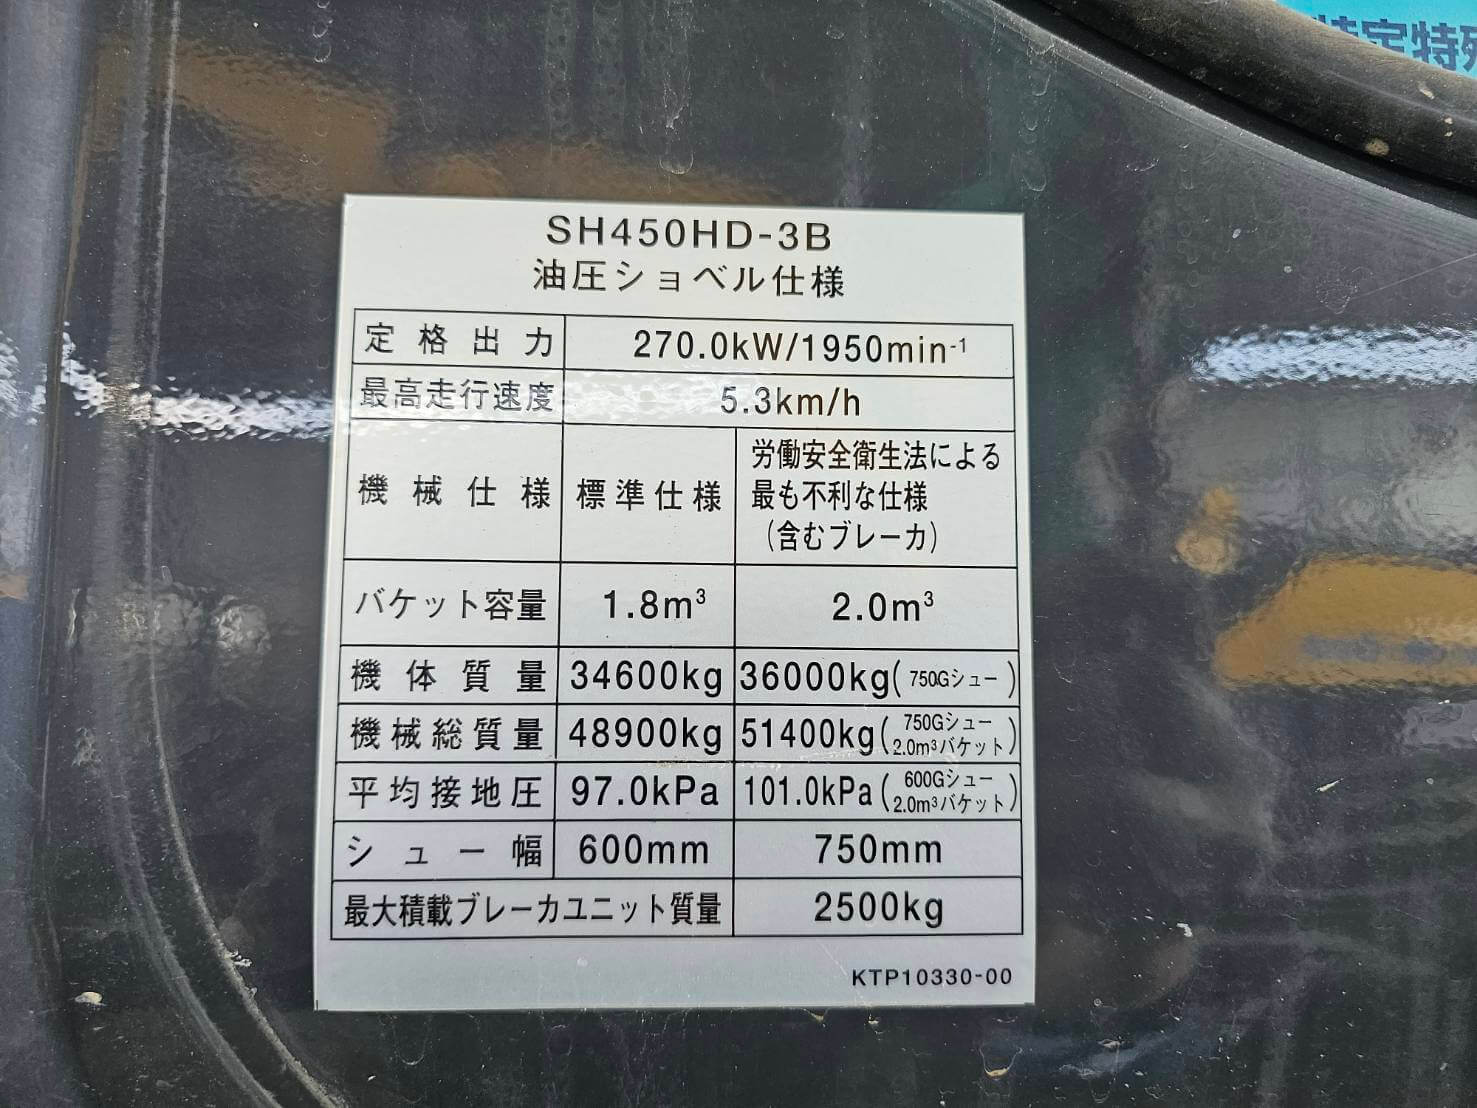 特定特殊
SH450HD-3B
油圧ショベル仕様
定格出力 270.0kW/1950min⁻¹
最高走行速度 5.3km/h
機械仕様 標準仕様 労働安全衛生法による
最も不利な仕様
(含むブレーカ)
バケット容量 1.8m³ 2.0m³
機体質量 34600kg 36000kg(750Gシュー)
機械総質量 48900kg 51400kg(750Gシュー
2.0m³バケット)
平均接地圧 97.0kPa 101.0kPa(600Gシュー
2.0m³バケット)
シュー幅 600mm 750mm
最大積載ブレーカユニット質量 2500kg
KTP10330-00